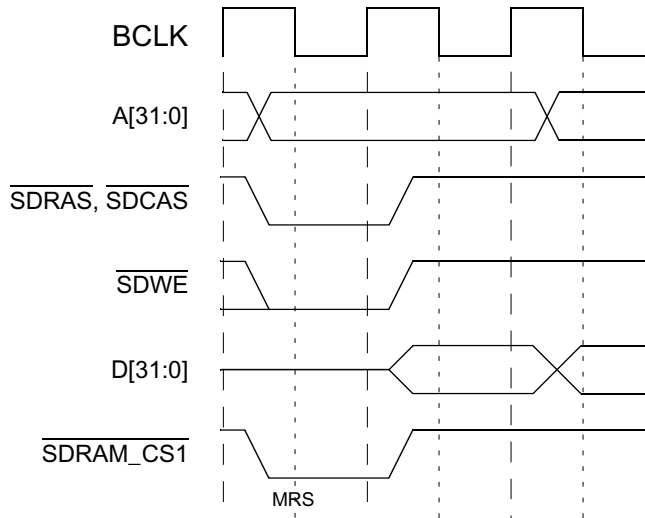 BCLK
A[31:0]
SDRAS, SDCAS
SDWE
D[31:0]
SDRAM_CS1
MRS